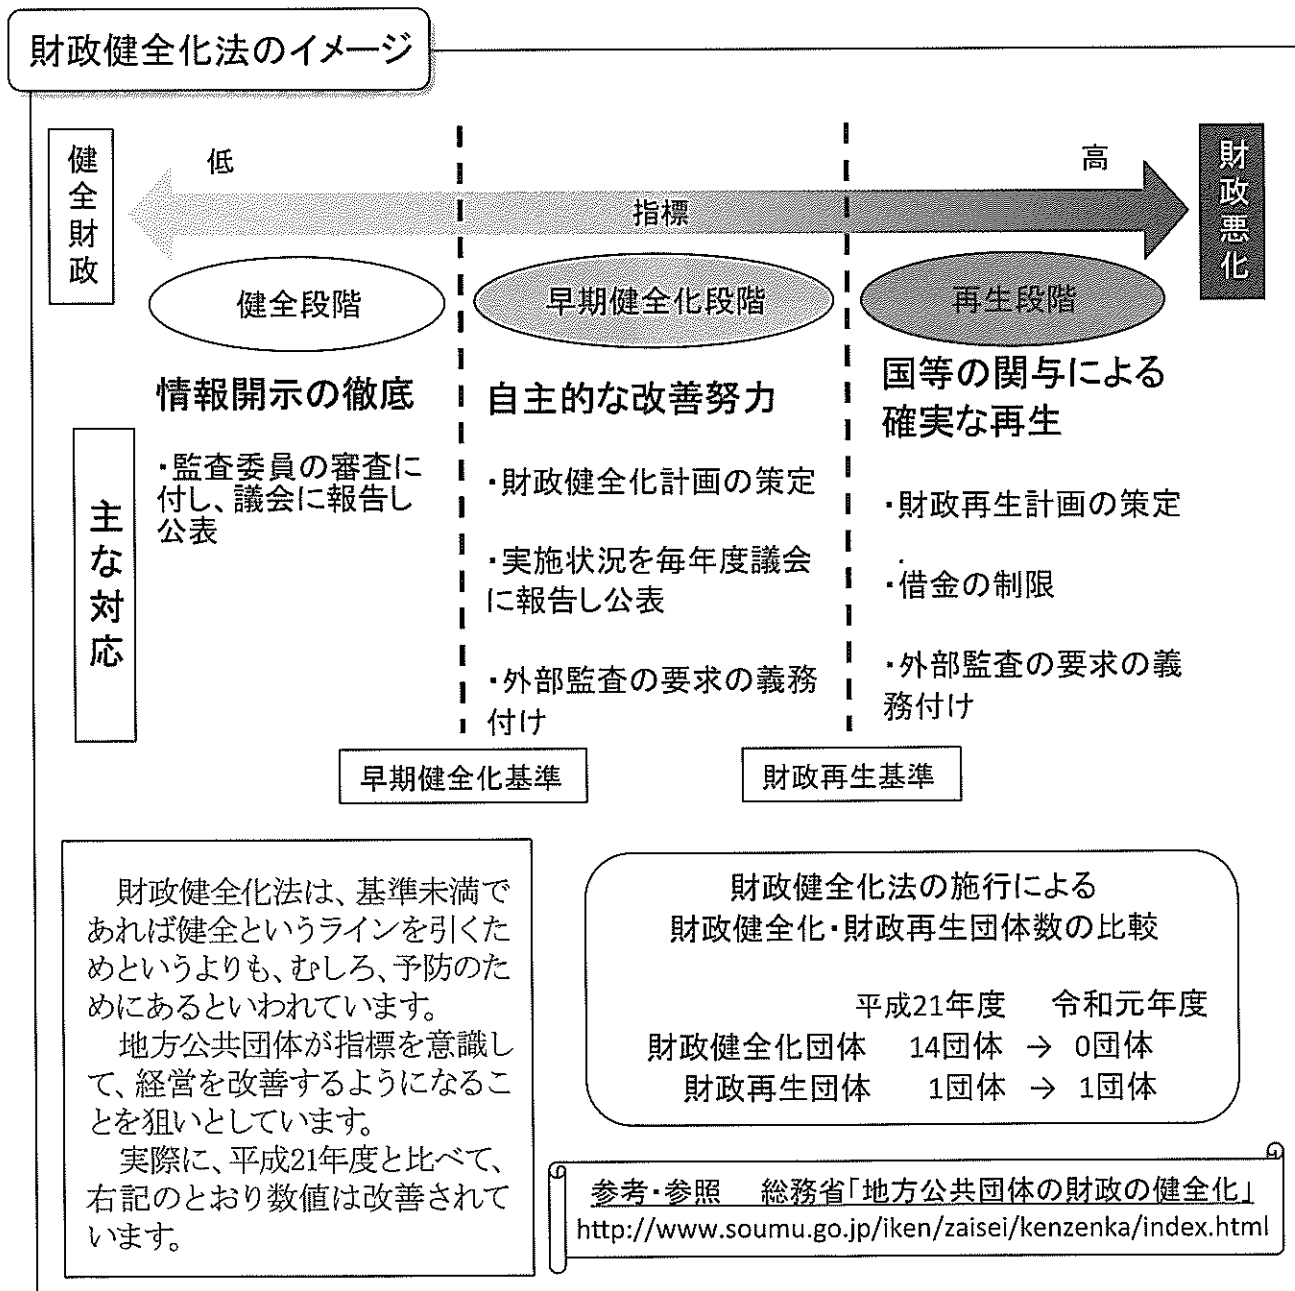 財政健全化法のイメージ
健全財政
低
高
指標
財政悪化
健全段階
早期健全化段階
再生段階
主な対応
情報開示の徹底
・監査委員の審査に
付し、議会に報告し
公表
自主的な改善努力
・財政健全化計画の策定
・実施状況を毎年度議会
に報告し公表
・外部監査の要求の義務
付け
国等の関与による
確実な再生
・財政再生計画の策定
・借金の制限
・外部監査の要求の義
務付け
早期健全化基準
財政再生基準
財政健全化法は、基準未満で
あれば健全というラインを引くた
めというよりも、むしろ、予防のた
めにあるといわれています。
地方公共団体が指標を意識し
て、経営を改善するようになるこ
とを狙いとしています。
実際に、平成21年度と比べて、
右記のとおり数値は改善されて
います。
財政健全化法の施行による
財政健全化・財政再生団体数の比較
平成21年度 令和元年度
財政健全化団体 14団体 → 0団体
財政再生団体 1団体 → 1団体
参考・参照 総務省「地方公共団体の財政の健全化」
http://www.soumu.go.jp/iken/zaisei/kenzenka/index.html